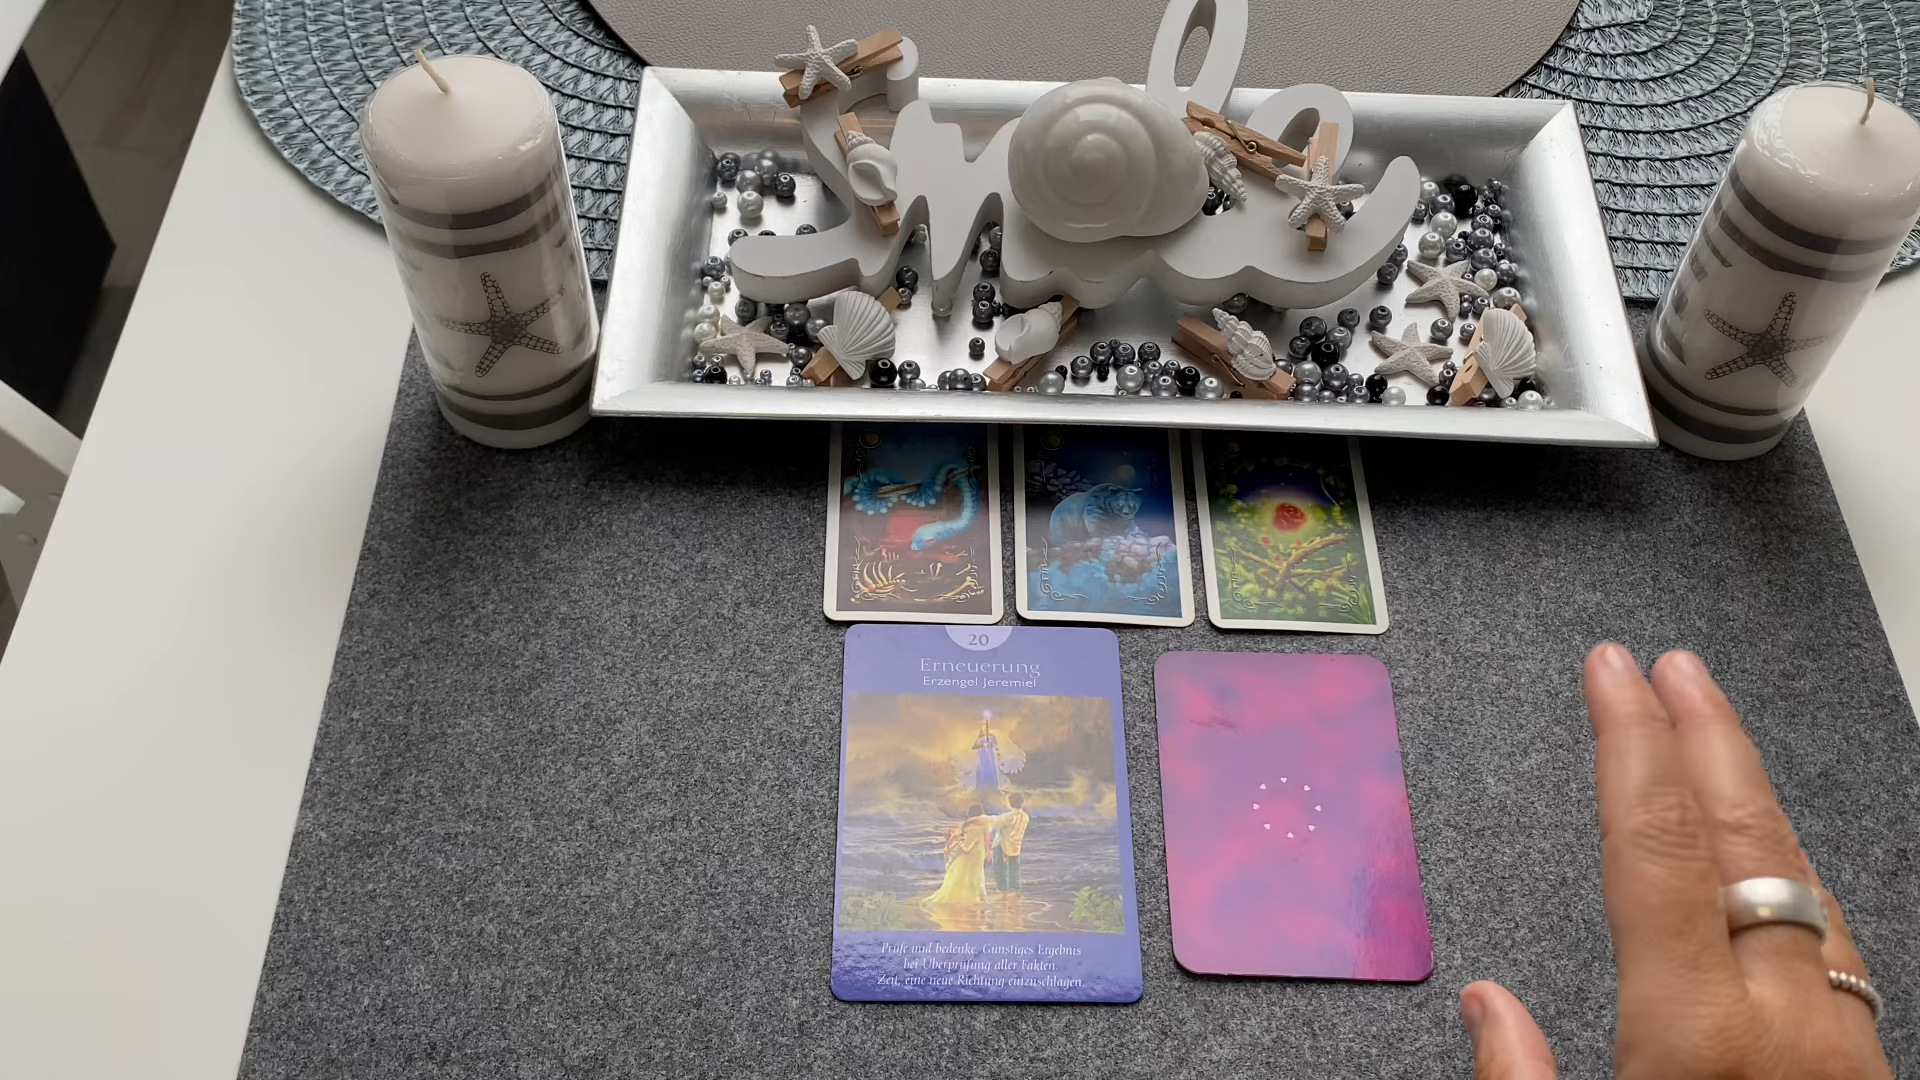 Smile
20
Erneuerung
Erzengel Jeremiel
Prüfe und bedenke. Günstiges Ergebnis
bei Überprüfung aller Fakten.
Zeit, eine neue Richtung einzuschlagen.